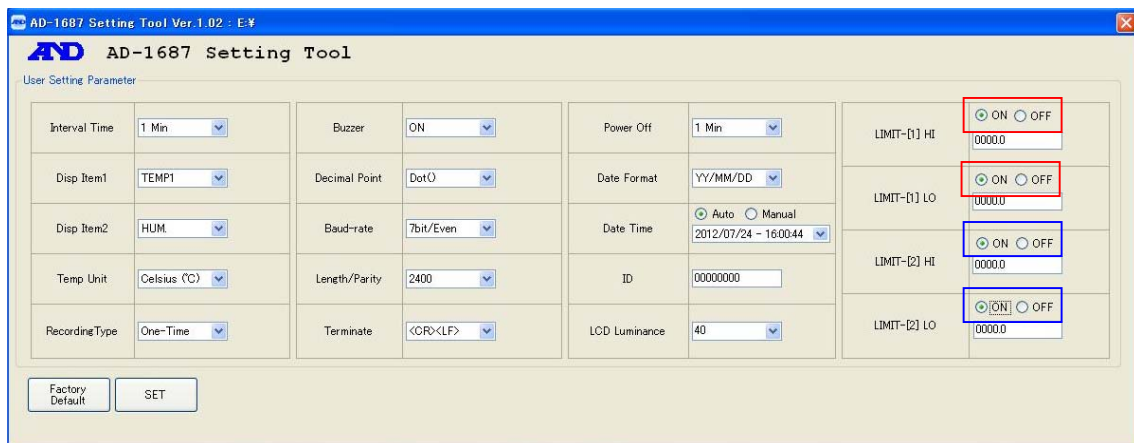 AD-1687 Setting Tool Ver.1.02 : E:¥
AND AD-1687 Setting Tool
User Setting Parameter
Interval Time 1 Min Buzzer ON Power Off 1 Min LIMIT-[1] HI ON OFF
0000.0
Disp Item1 TEMP1 Decimal Point Dot() Date Format YY/MM/DD LIMIT-[1] LO ON OFF
0000.0
Disp Item2 HUM. Baud-rate 7bit/Even Date Time Auto Manual
2012/07/24 - 16:00:44
LIMIT-[2] HI ON OFF
0000.0
Temp Unit Celsius (℃) Length/Parity 2400 ID 00000000
RecordingType One-Time Terminate <CR><LF> LCD Luminance 40 LIMIT-[2] LO ON OFF
0000.0
Factory
Default
SET